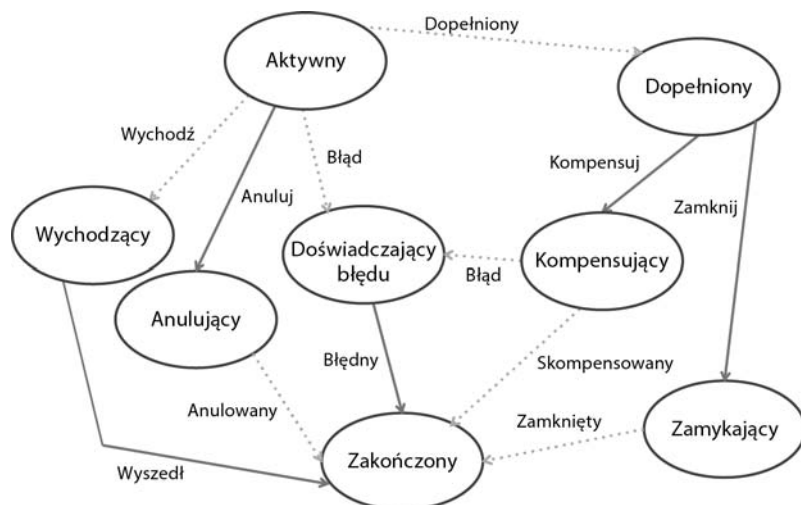 Dopełniony
Aktywny
Dopełniony
Wychodź
Błąd
Kompensuj
Anuluj
Zamknij
Wychodzący
Doświadczający
błędu
Błąd
Kompensujący
Anulujący
Błędny
Skompensowany
Anulowany
Zamknięty
Zamykający
Zakończony
Wyszedł